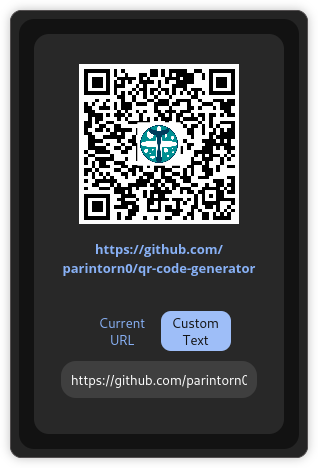 https://github.com/
parintorn0/qr-code-generator
Current
URL
Custom
Text
https://github.com/parintorn0